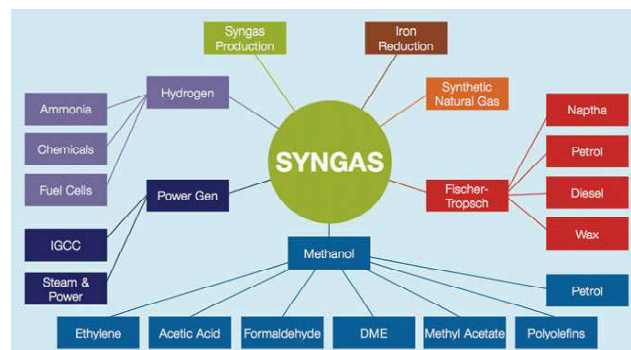 Syngas
Production
Iron
Reduction
Hydrogen
Synthetic
Natural Gas
Ammonia
Naptha
Chemicals
Petrol
SYNGAS
Fuel Cells
Power Gen
Fischer-
Tropsch
Diesel
Wax
IGCC
Methanol
Steam &
Power
Petrol
Ethylene
Acetic Acid
Formaldehyde
DME
Methyl Acetate
Polyolefins